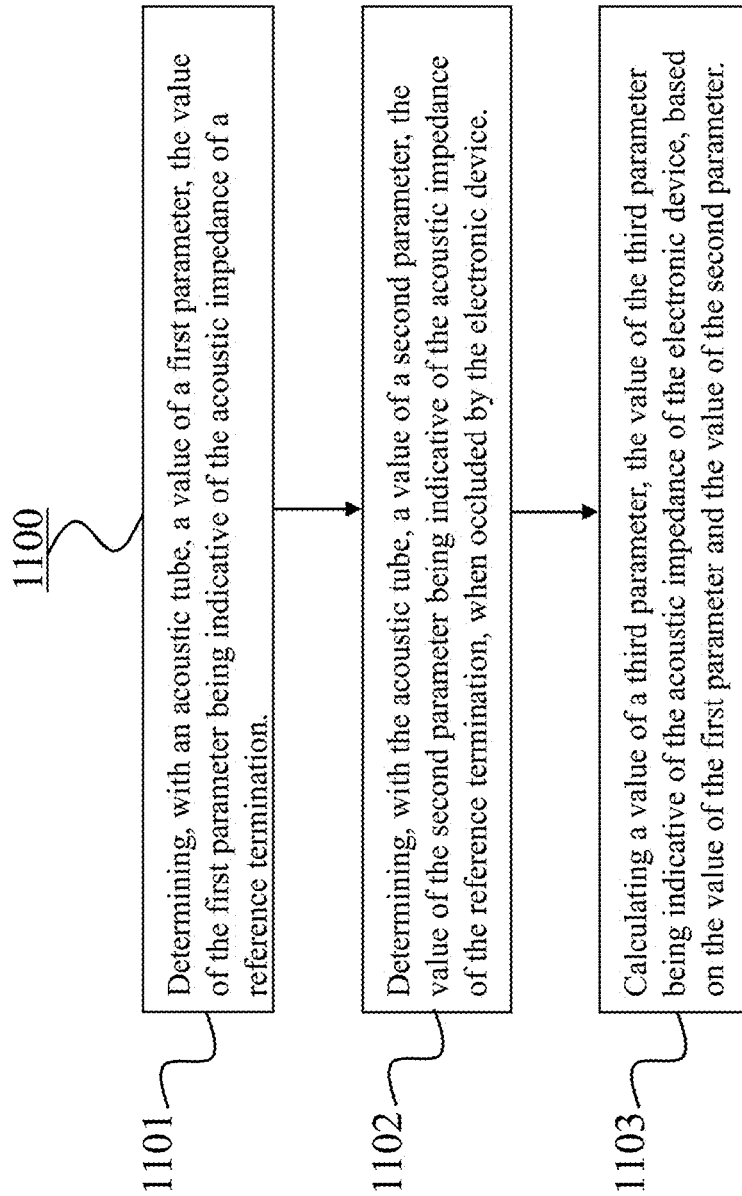 1100
1101
Determining, with an acoustic tube, a value of a first parameter, the value
of the first parameter being indicative of the acoustic impedance of a
reference termination.
1102
Determining, with the acoustic tube, a value of a second parameter, the
value of the second parameter being indicative of the acoustic impedance
of the reference termination, when occluded by the electronic device.
1103
Calculating a value of a third parameter, the value of the third parameter
being indicative of the acoustic impedance of the electronic device, based
on the value of the first parameter and the value of the second parameter.